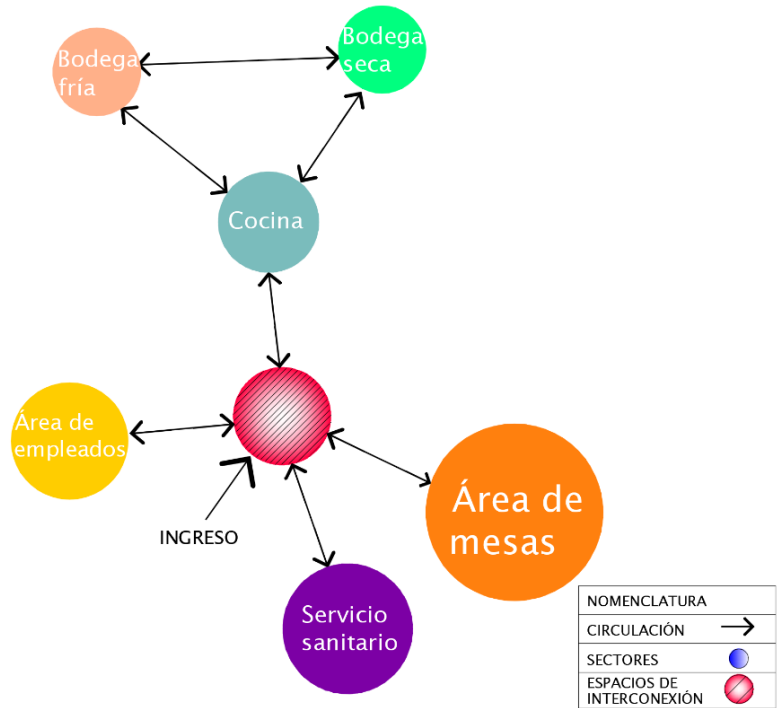 Bodega
fría
Bodega
seca
Cocina
Área de
empleados
INGRESO
Área de
mesas
Servicio
sanitario
NOMENCLATURA
CIRCULACIÓN
SECTORES
ESPACIOS DE
INTERCONEXIÓN